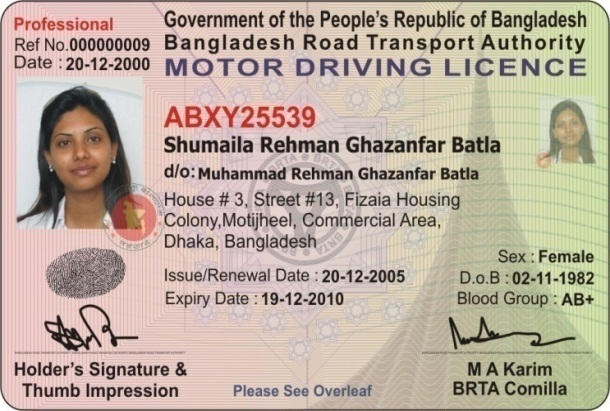 Professional
Ref No.000000009
Date : 20-12-2000
Government of the People's Republic of Bangladesh
Bangladesh Road Transport Authority
MOTOR DRIVING LICENCE
ABXY25539
Shumaila Rehman Ghazanfar Batla
d/o: Muhammad Rehman Ghazanfar Batla
House # 3, Street #13, Fizaia Housing
Colony,Motijheel, Commercial Area,
Dhaka, Bangladesh
BRTA BRTA
Issue/Renewal Date : 20-12-2005
Expiry Date : 19-12-2010
Sex : Female
D.o.B : 02-11-1982
Blood Group : AB+
Holder's Signature &
Thumb Impression
Please See Overleaf
M A Karim
BRTA Comilla